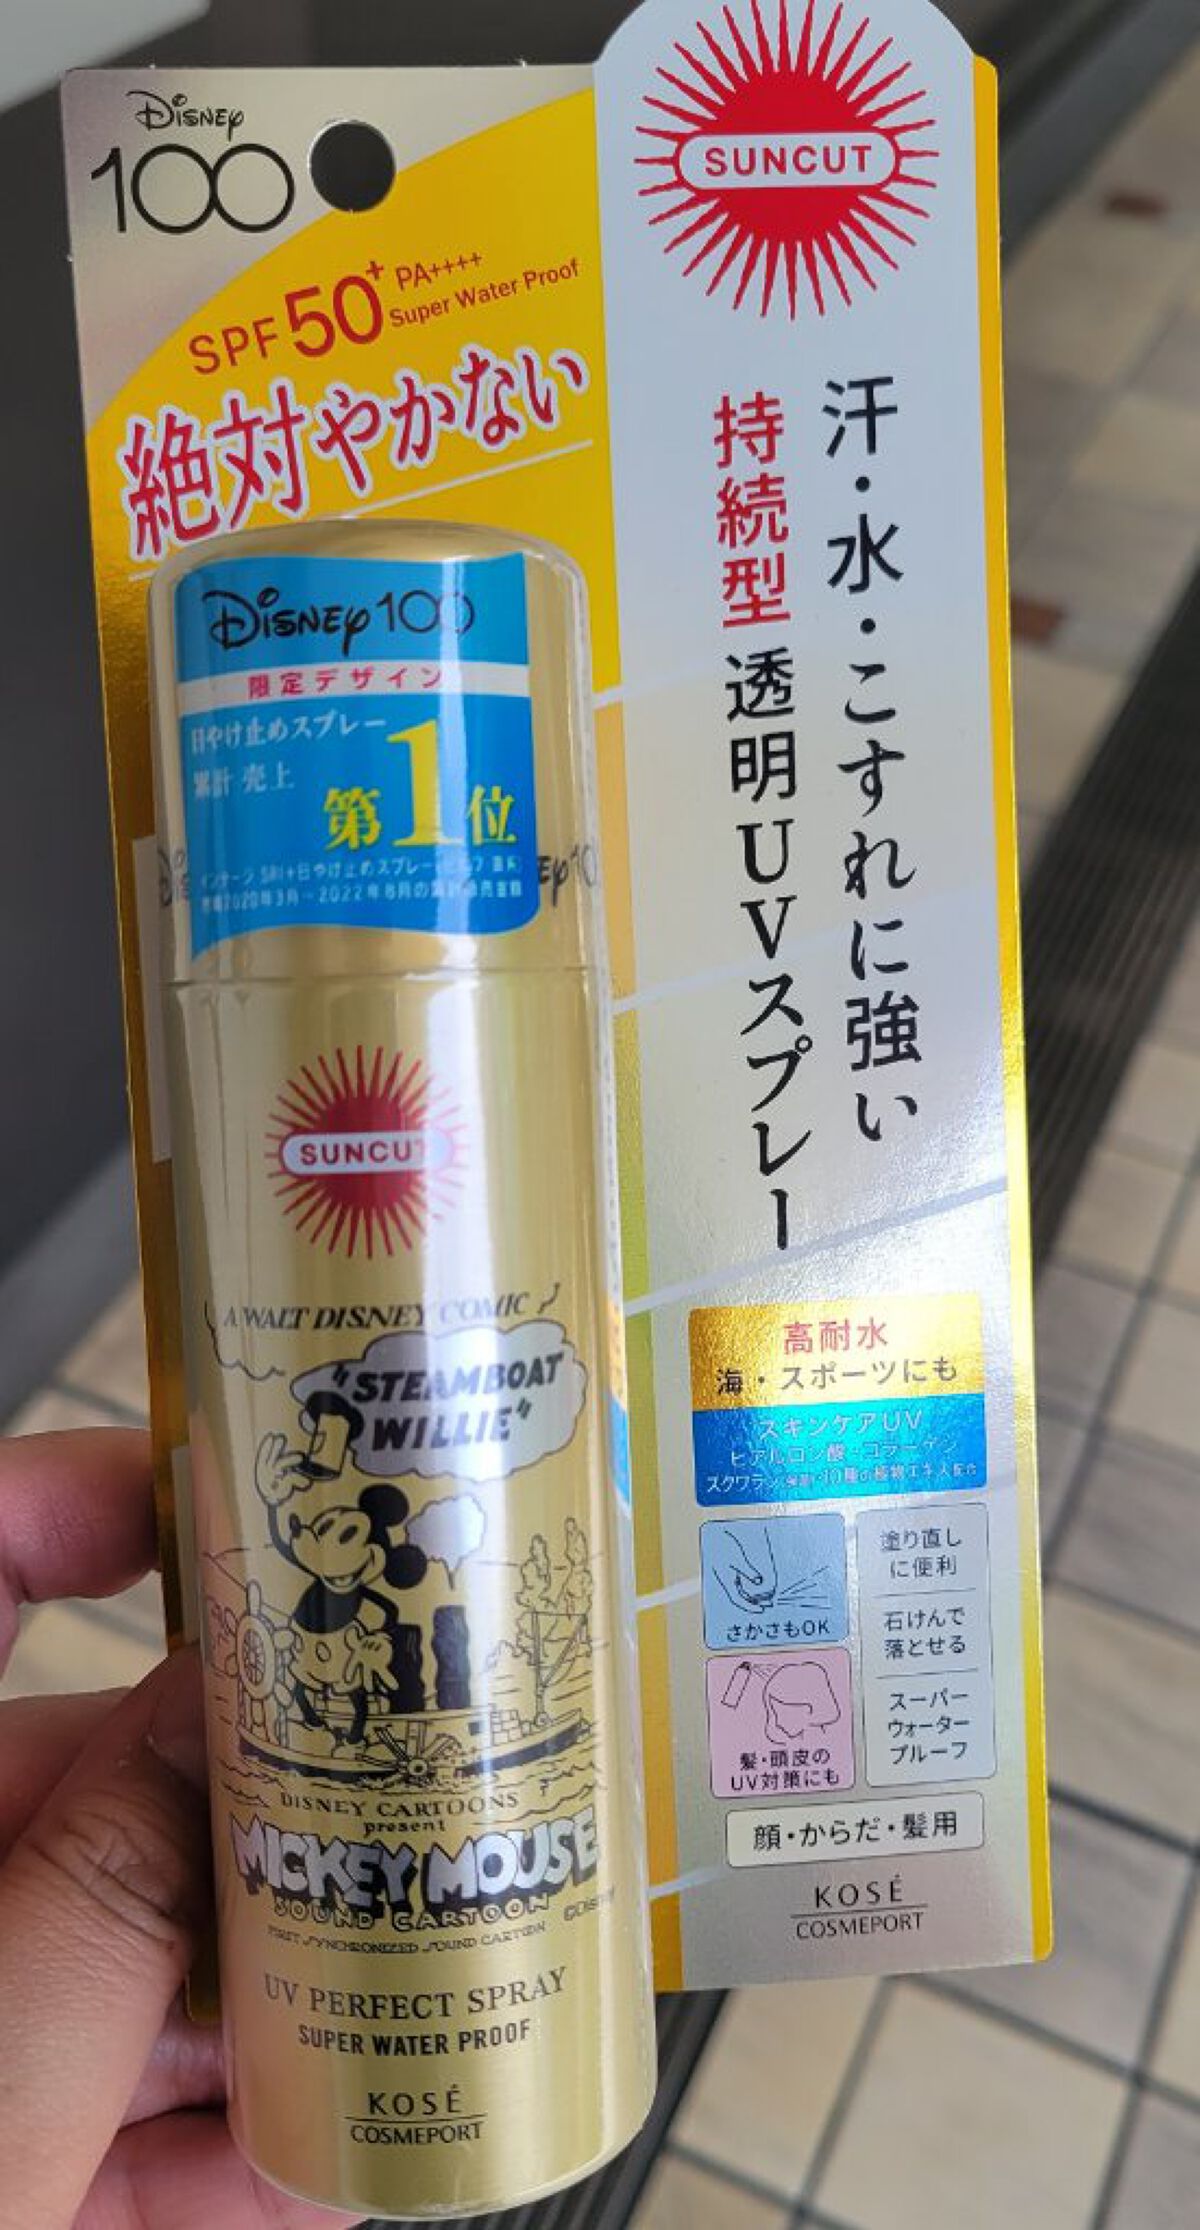 Disney
100
SUNCUT
SPF 50+ PA++++
Super Water Proof
絶対やかない
汗・水・こすれに強い
持続型 透明UVスプレー
Disney 100
限定デザイン
日やけ止めスプレー
累計 売上
第1位
SUNCUT
A WALT DISNEY COMIC
"STEAMBOAT
WILLIE"
DISNEY CARTOONS
present
MICKEY MOUSE
SOUND CARTOON
UV PERFECT SPRAY
SUPER WATER PROOF
KOSÉ
COSMEPORT
高耐水
海・スポーツにも
スキンケアUV
ヒアルロン酸・コラーゲン
さかさもOK
塗り直し
に便利
石けんで
落とせる
髪・頭皮の
UV対策にも
スーパー
ウォーター
プルーフ
顔・からだ・髪用
KOSÉ
COSMEPORT